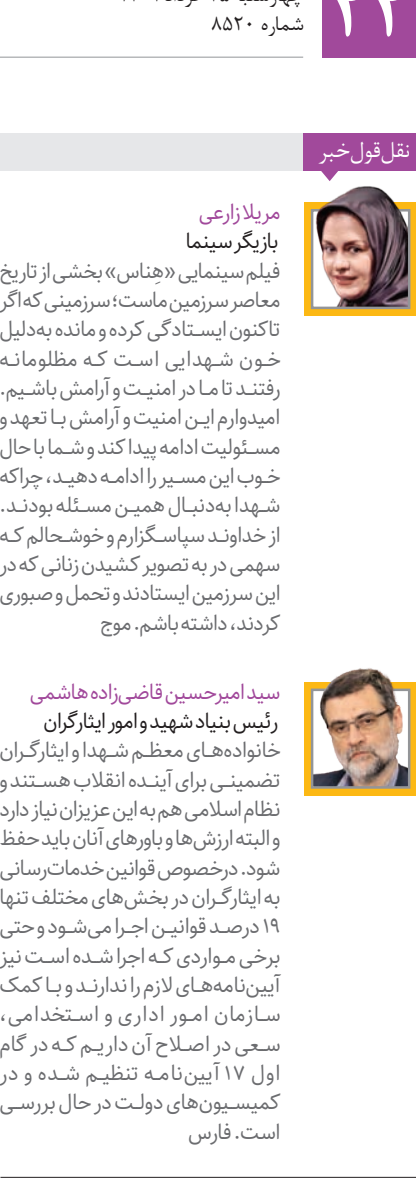 ۲۲
شماره ۸۵۲۰
نقل‌قول‌خبر
مریلا زارعی
بازیگر سینما
فیلم سینمایی «هِناس» بخشی از تاریخ
معاصر سرزمین ماست؛ سرزمینی که اگر
تاکنون ایستادگی کرده و مانده به‌دلیل
خون شهدایی است که مظلومانه
رفتند تا ما در امنیت و آرامش باشیم.
امیدوارم این امنیت و آرامش با تعهد و
مسئولیت ادامه پیدا کند و شما با حال
خوب این مسیر را ادامه دهید، چراکه
شهدا به‌دنبال همین مسئله بودند.
از خداوند سپاسگزارم و خوشحالم که
سهمی در به تصویر کشیدن زنانی که در
این سرزمین ایستادند و تحمل و صبوری
کردند، داشته باشم. موج
سید امیرحسین قاضی‌زاده هاشمی
رئیس بنیاد شهید و امور ایثارگران
خانواده‌های معظم شهدا و ایثارگران
تضمینی برای آینده انقلاب هستند و
نظام اسلامی هم به این عزیزان نیاز دارد
و البته ارزش‌ها و باورهای آنان باید حفظ
شود. درخصوص قوانین خدمات‌رسانی
به ایثارگران در بخش‌های مختلف تنها
۱۹ درصد قوانین اجرا می‌شود و حتی
برخی مواردی که اجرا شده است نیز
آیین‌نامه‌های لازم را ندارند و با کمک
سازمان امور اداری و استخدامی،
سعی در اصلاح آن داریم که در گام
اول ۱۷ آیین‌نامه تنظیم شده و در
کمیسیون‌های دولت در حال بررسی
است. فارس